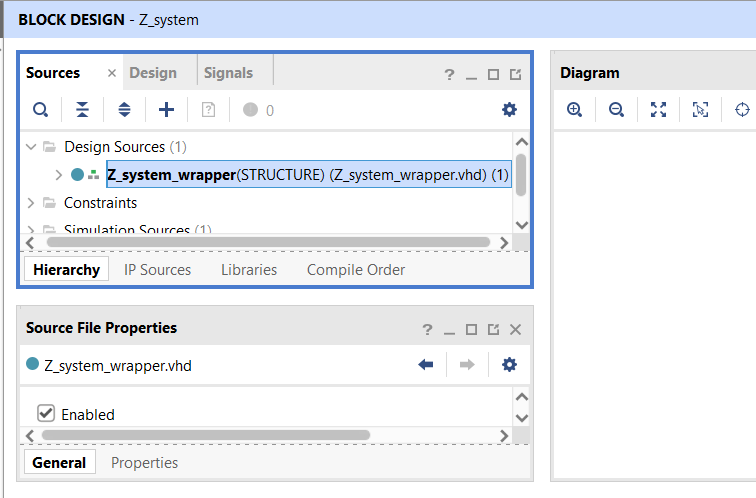 BLOCK DESIGN - Z_system
Sources × Design Signals ? _
0
Design Sources (1)
Z_system_wrapper(STRUCTURE) (Z_system_wrapper.vhd) (1)
Constraints
Simulation Sources (1)
Hierarchy IP Sources Libraries Compile Order
Source File Properties ? _ ×
Z_system_wrapper.vhd
Enabled
General Properties
Diagram